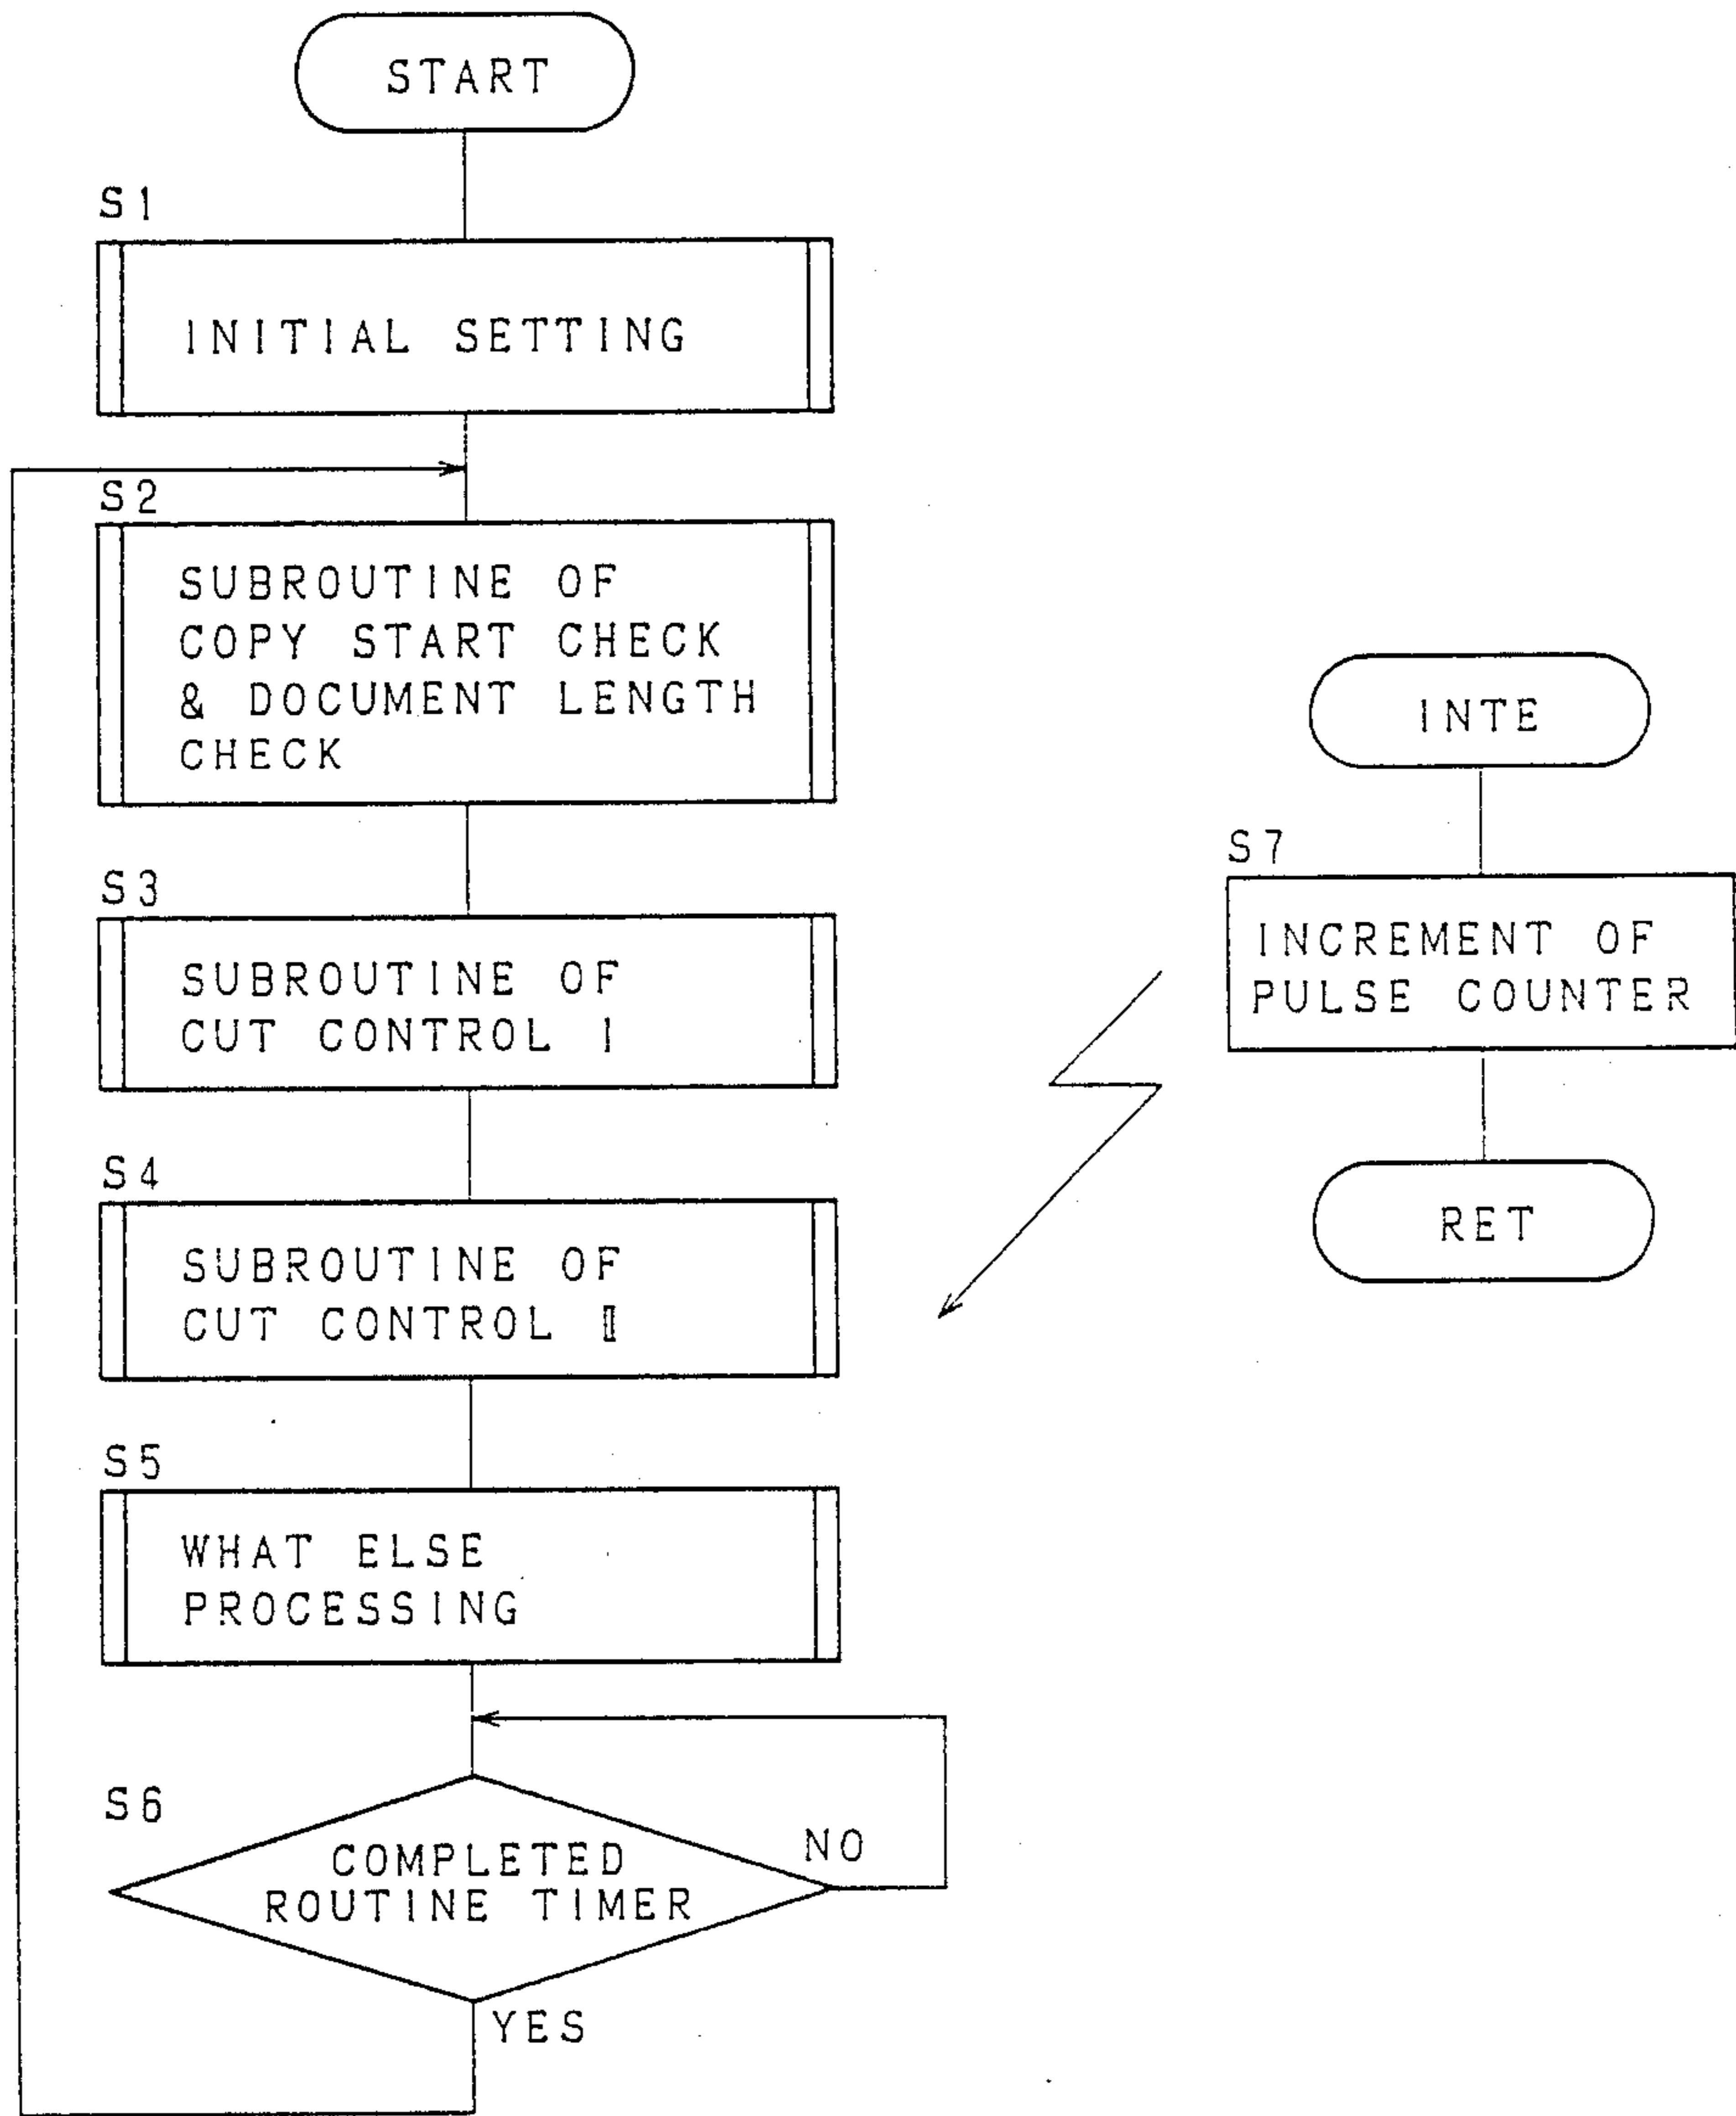 START
S1
INITIAL SETTING
S2
SUBROUTINE OF
COPY START CHECK
& DOCUMENT LENGTH
CHECK
S3
SUBROUTINE OF
CUT CONTROL I
S4
SUBROUTINE OF
CUT CONTROL II
S5
WHAT ELSE
PROCESSING
S6
COMPLETED
ROUTINE TIMER
NO
YES
INTE
S7
INCREMENT OF
PULSE COUNTER
RET